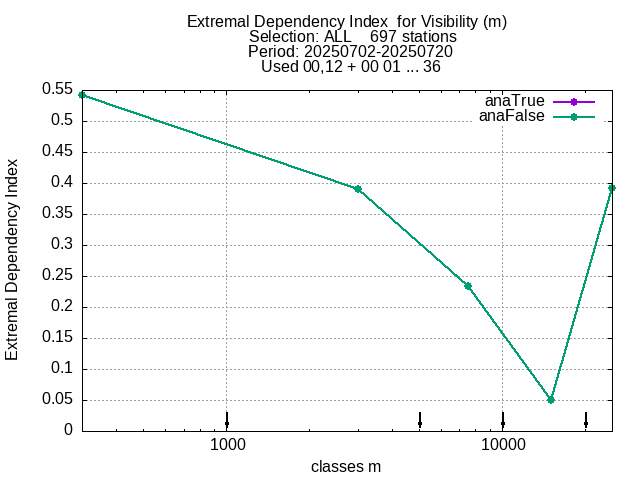 Extremal Dependency Index  for Visibility (m)
Selection: ALL    697 stations
Period: 20250702-20250720
Used 00,12 + 00 01 ... 36
anaTrue
anaFalse
0.55
0.5
0.45
0.4
0.35
0.3
0.25
0.2
0.15
0.1
0.05
0
Extremal Dependency Index
1000
10000
classes m